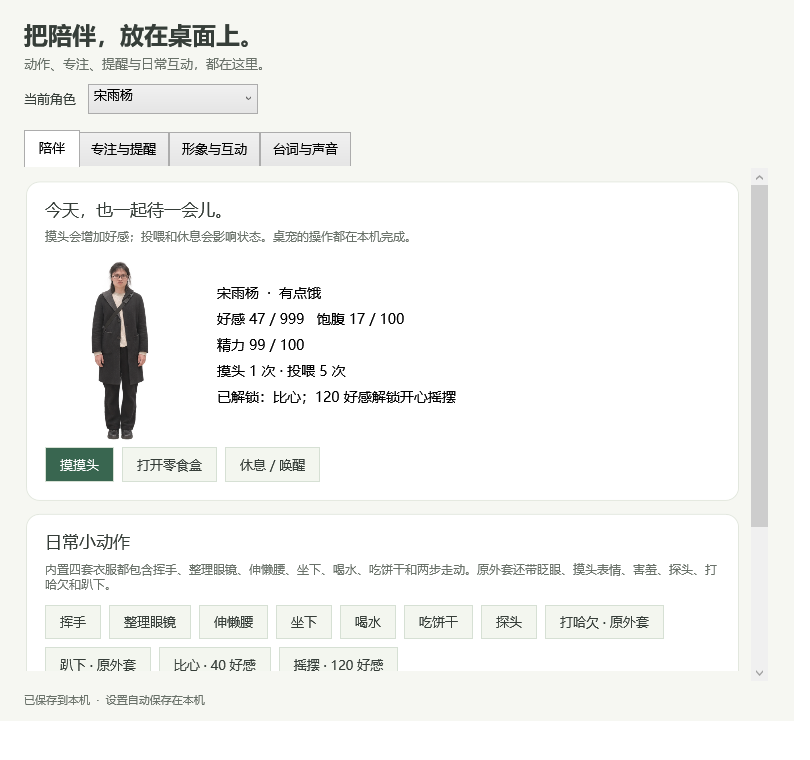 把陪伴，放在桌面上。
动作、专注、提醒与日常互动，都在这里。
当前角色 宋雨杨
陪伴 专注与提醒 形象与互动 台词与声音
今天，也一起待一会儿。
摸头会增加好感；投喂和休息会影响状态。桌宠的操作都在本机完成。
宋雨杨 · 有点饿
好感 47 / 999 饱腹 17 / 100
精力 99 / 100
摸头 1 次 · 投喂 5 次
已解锁：比心；120 好感解锁开心摇摆
摸摸头 打开零食盒 休息 / 唤醒
日常小动作
内置四套衣服都包含挥手、整理眼镜、伸懒腰、坐下、喝水、吃饼干和两步走动。原外套还带眨眼、摸头表情、害羞、探头、打
哈欠和趴下。
挥手 整理眼镜 伸懒腰 坐下 喝水 吃饼干 探头 打哈欠 · 原外套
趴下 · 原外套 比心 · 40 好感 摇摆 · 120 好感
已保存到本机 · 设置自动保存在本机